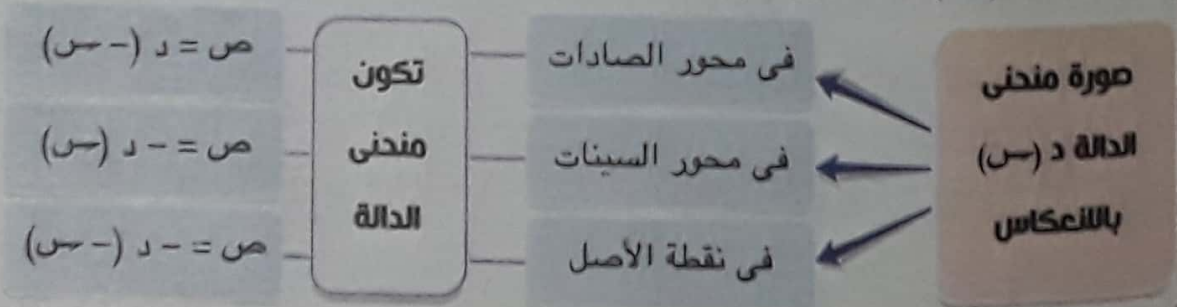 صورة منحنى
الدالة د (س)
بالانعكاس
فى محور الصادات
فى محور السينات
فى نقطة الأصل
تكون
منحنى
الدالة
ص = د (- س)
ص = - د (س)
ص = - د (- س)